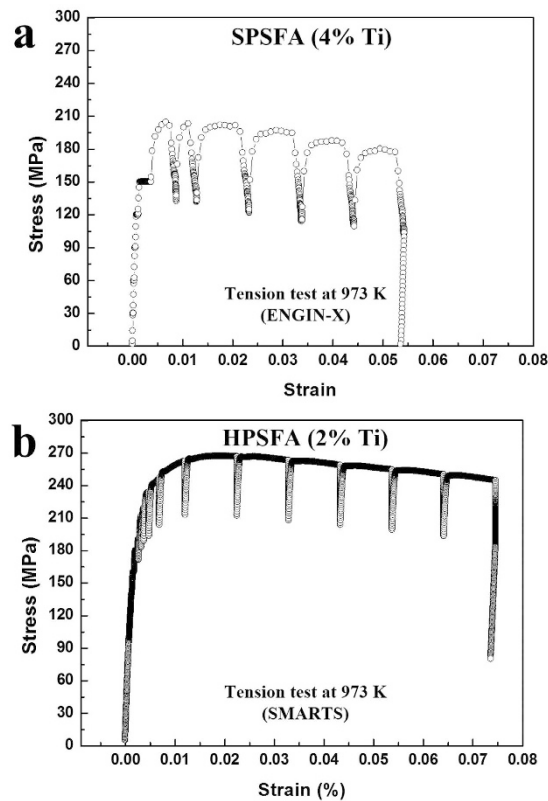 a
SPSFA (4% Ti)
300
270
240
210
180
150
120
90
60
30
0
Stress (MPa)
Tension test at 973 K
(ENGIN-X)
0.00 0.01 0.02 0.03 0.04 0.05 0.06 0.07 0.08
Strain
b
HPSFA (2% Ti)
300
270
240
210
180
150
120
90
60
30
0
Stress (MPa)
Tension test at 973 K
(SMARTS)
0.00 0.01 0.02 0.03 0.04 0.05 0.06 0.07 0.08
Strain (%)